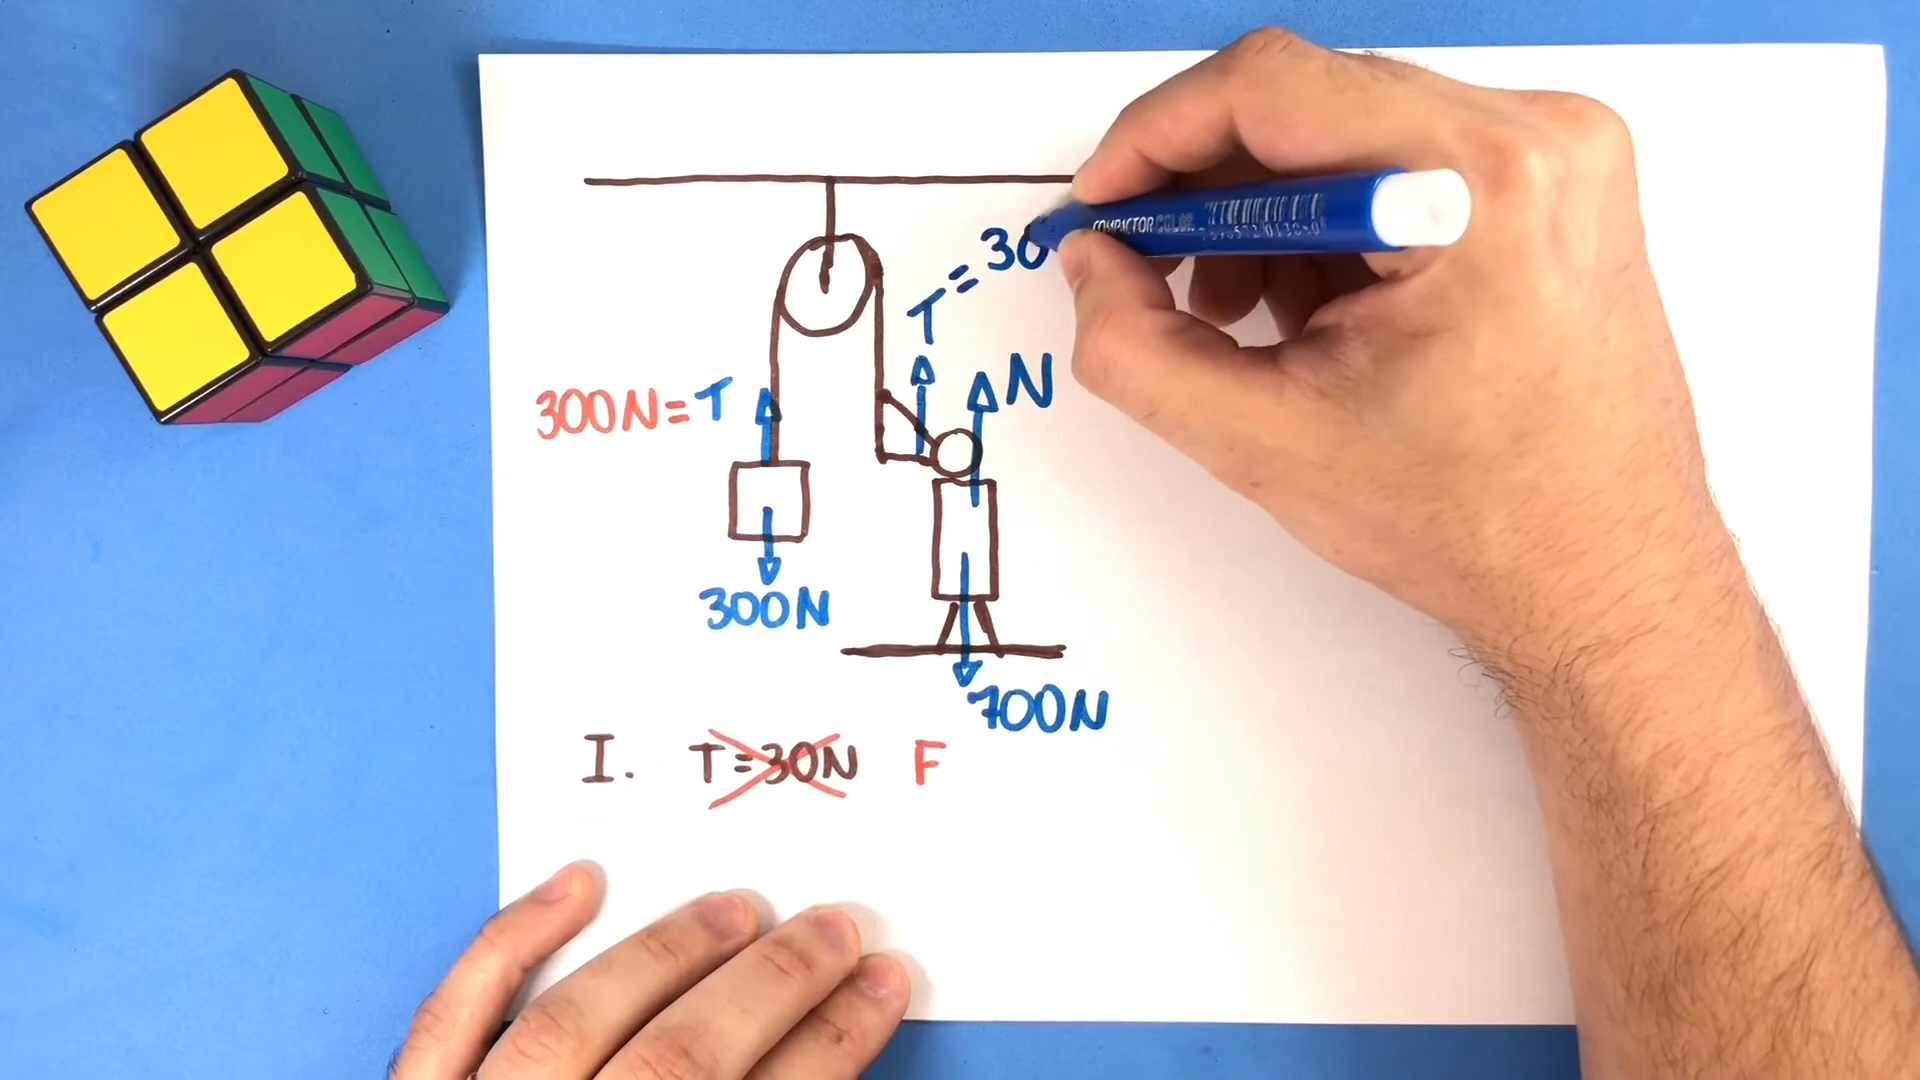 T = 30
300N = T
N
300N
700N
I. T = 30N F
COMPACTOR COLOR